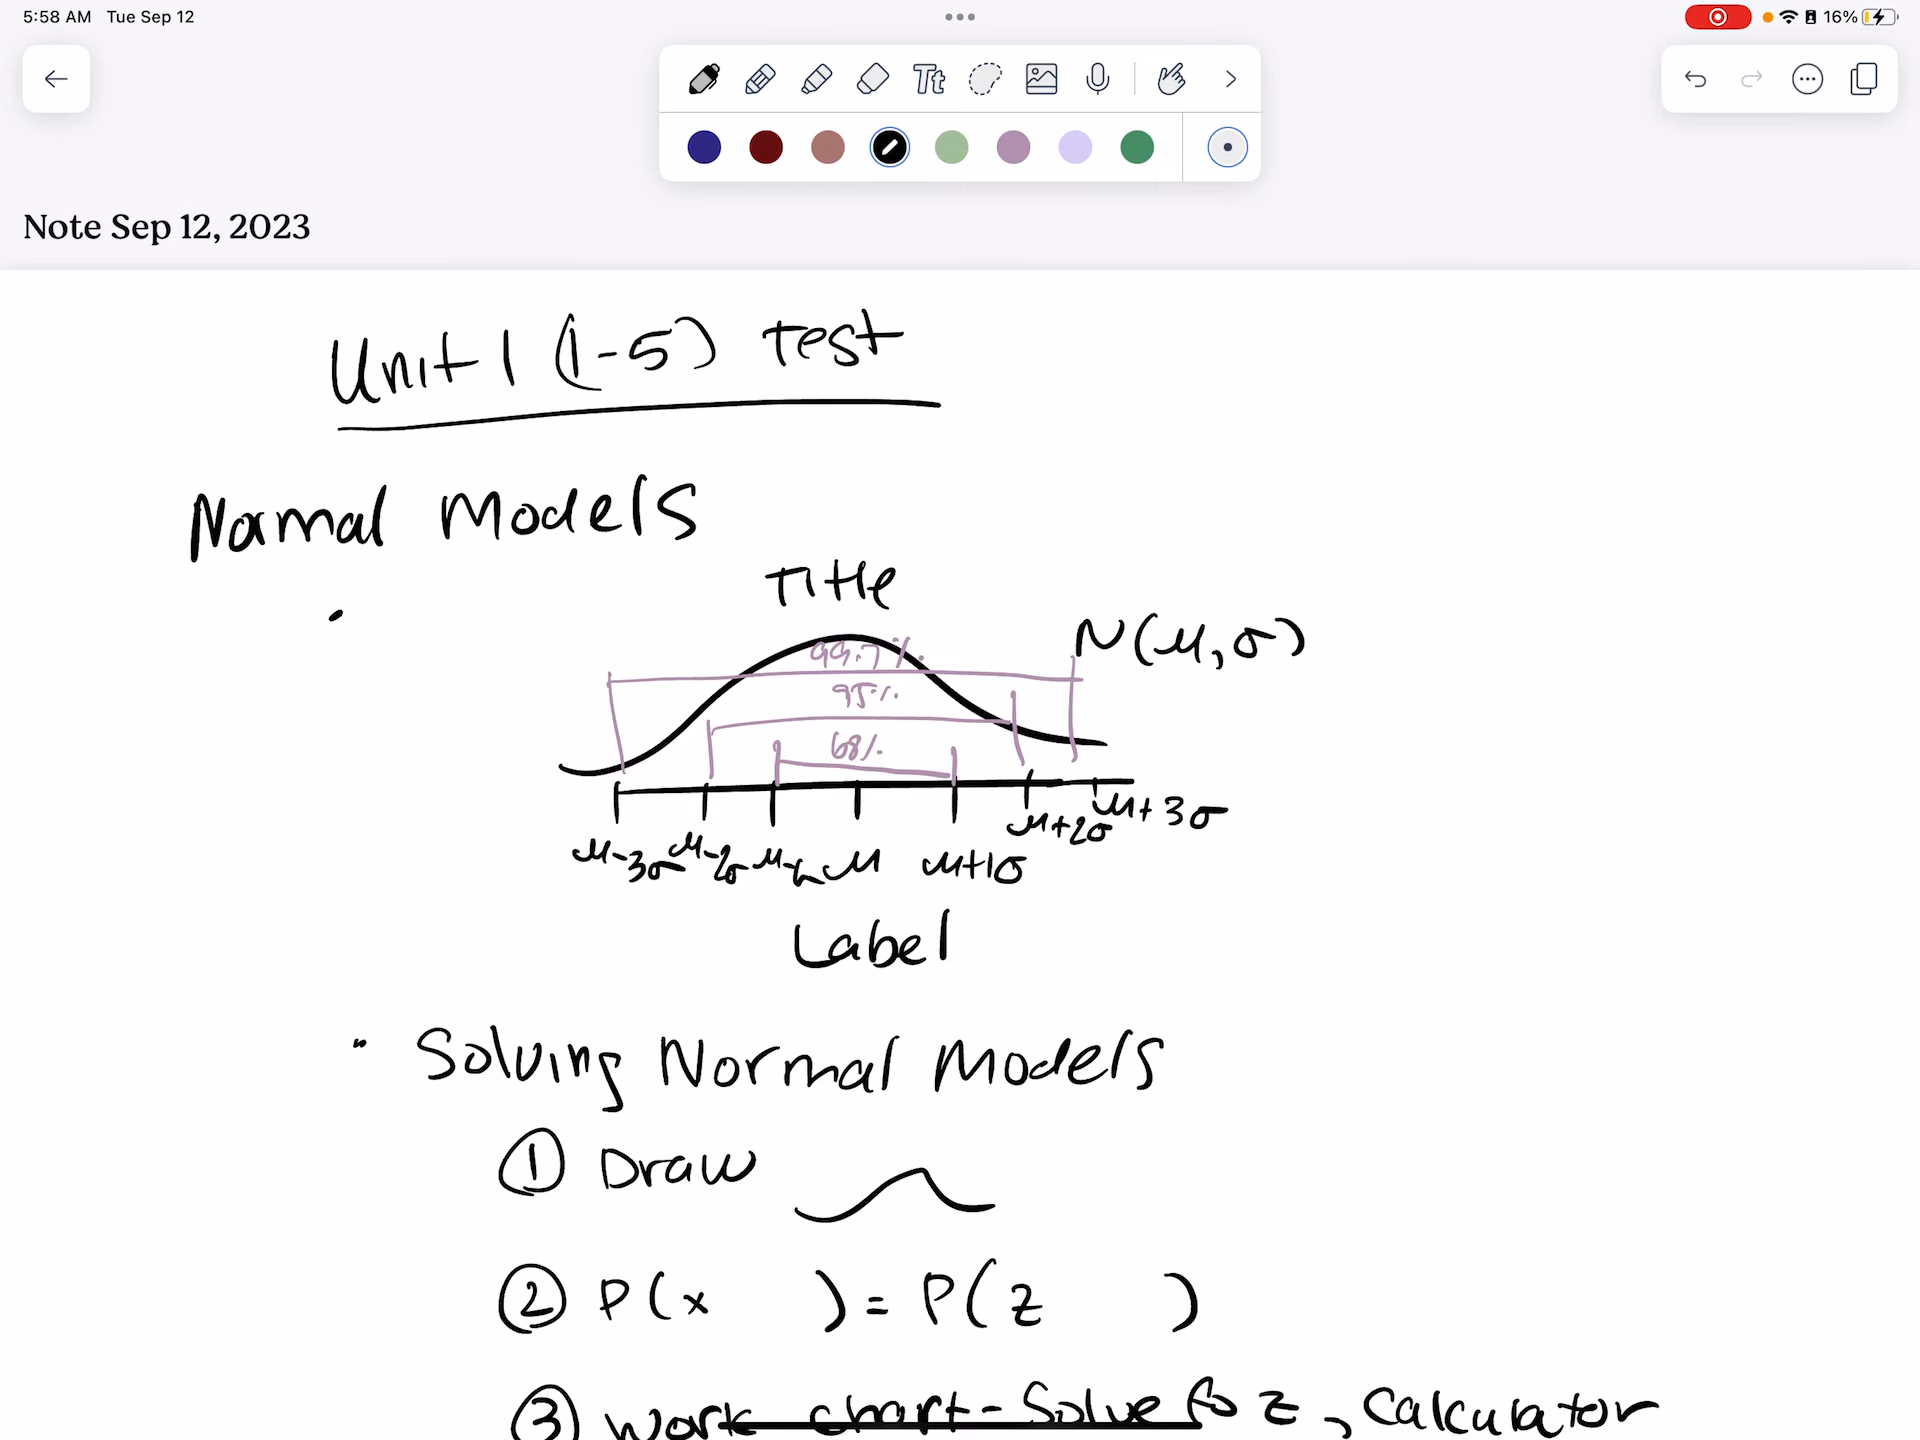 5:58 AM Tue Sep 12
16%
Tt
Note Sep 12, 2023
Unit 1 (1-5) Test
Normal Models
Title
N(μ,σ)
99.7%
95%
68%
μ-3σ μ-2σ μ μ+1σ μ+2σ μ+3σ
Label
Solving Normal Models
① Draw
② P(x ) = P(z )
③ Work chart - Solve for z, Calculator